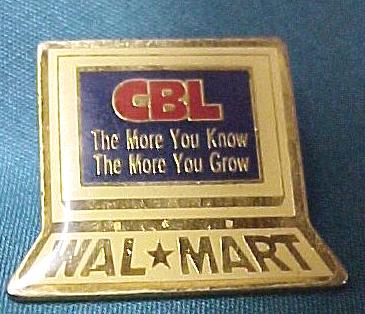 CBL
The More You Know
The More You Grow
WAL★MART